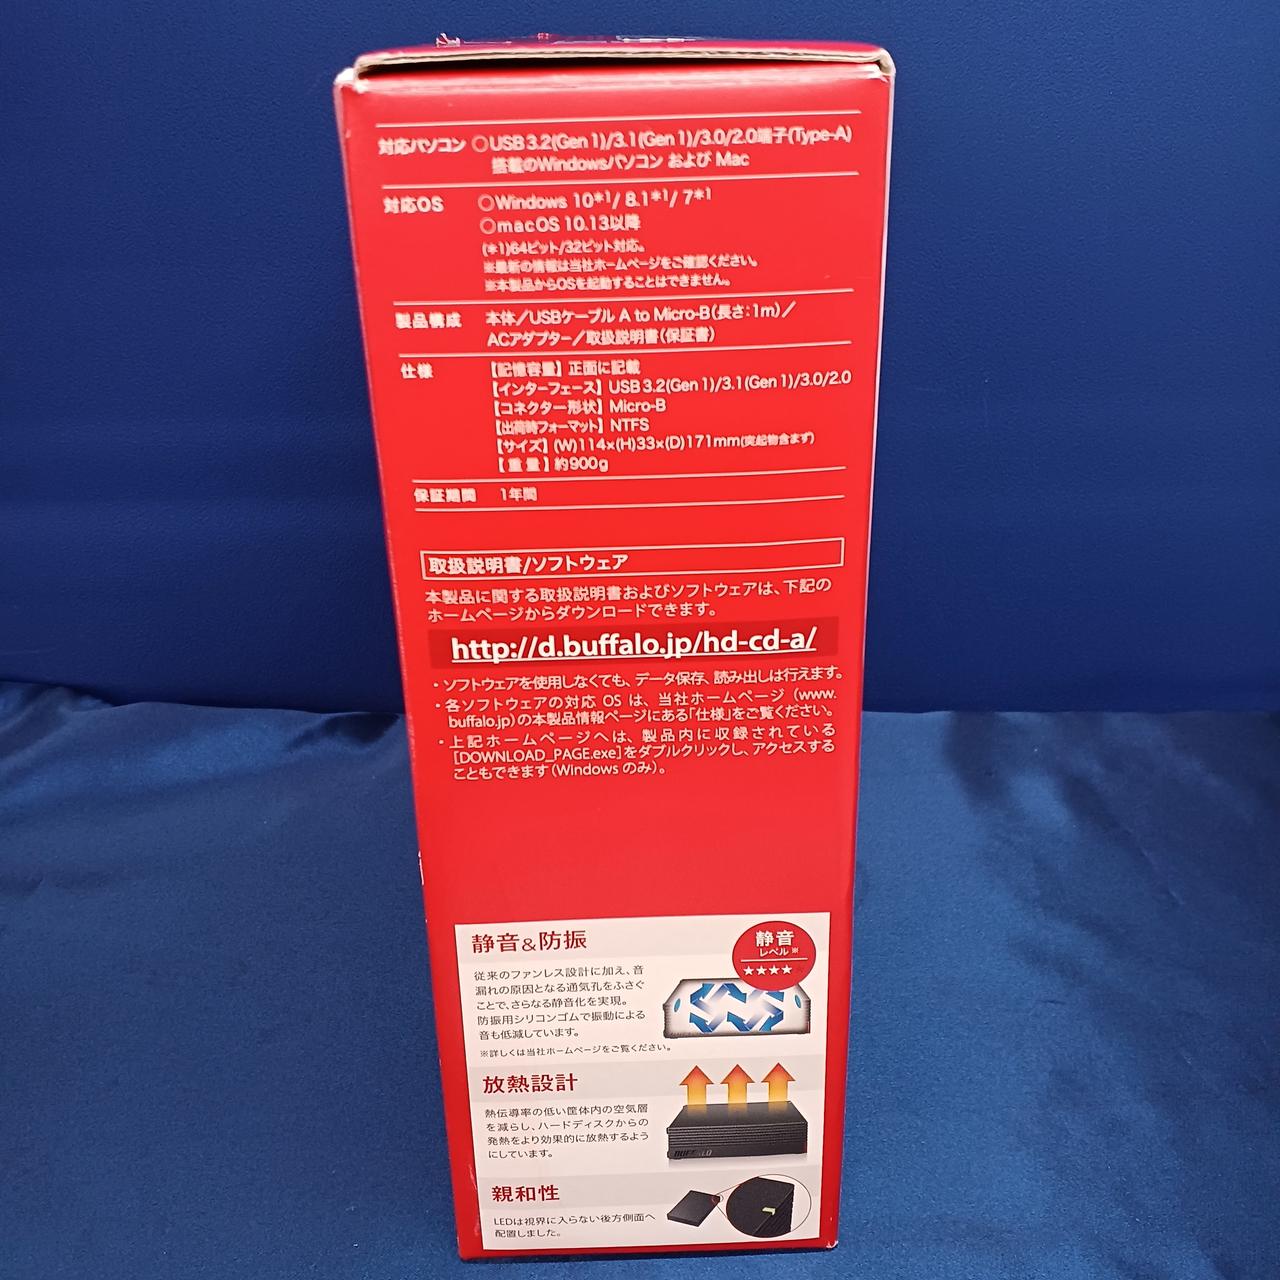 対応パソコン ○USB 3.2(Gen 1)/3.1(Gen 1)/3.0/2.0端子(Type-A)
搭載のWindowsパソコン および Mac
対応OS ○Windows 10*1/ 8.1*1/ 7*1
○macOS 10.13以降
(*1)64ビット/32ビット対応。
※最新の情報は当社ホームページをご確認ください。
※本製品からOSを起動することはできません。
製品構成 本体/USBケーブル A to Micro-B(長さ:1m)/
ACアダプター/取扱説明書(保証書)
仕様 【記憶容量】正面に記載
【インターフェース】USB 3.2(Gen 1)/3.1(Gen 1)/3.0/2.0
【コネクター形状】Micro-B
【出荷時フォーマット】NTFS
【サイズ】(W)114×(H)33×(D)171mm(突起物含まず)
【重量】約900g
保証期間 1年間
取扱説明書/ソフトウェア
本製品に関する取扱説明書およびソフトウェアは、下記の
ホームページからダウンロードできます。
http://d.buffalo.jp/hd-cd-a/
・ソフトウェアを使用しなくても、データ保存、読み出しは行えます。
・各ソフトウェアの対応 OS は、当社ホームページ(www.
buffalo.jp)の本製品情報ページにある「仕様」をご覧ください。
・上記ホームページへは、製品内に収録されている
[DOWNLOAD_PAGE.exe]をダブルクリックし、アクセスする
こともできます(Windows のみ)。
静音&防振
静音
レベル※
★★★★★
従来のファンレス設計に加え、音
漏れの原因となる通気孔をふさぐ
ことで、さらなる静音化を実現。
防振用シリコンゴムで振動による
音も低減しています。
※詳しくは当社ホームページをご覧ください。
放熱設計
熱伝導率の低い筐体内の空気層
を減らし、ハードディスクからの
発熱をより効果的に放熱するよう
にしています。
BUFFALO
親和性
LEDは視界に入らない後方側面へ
配置しました。